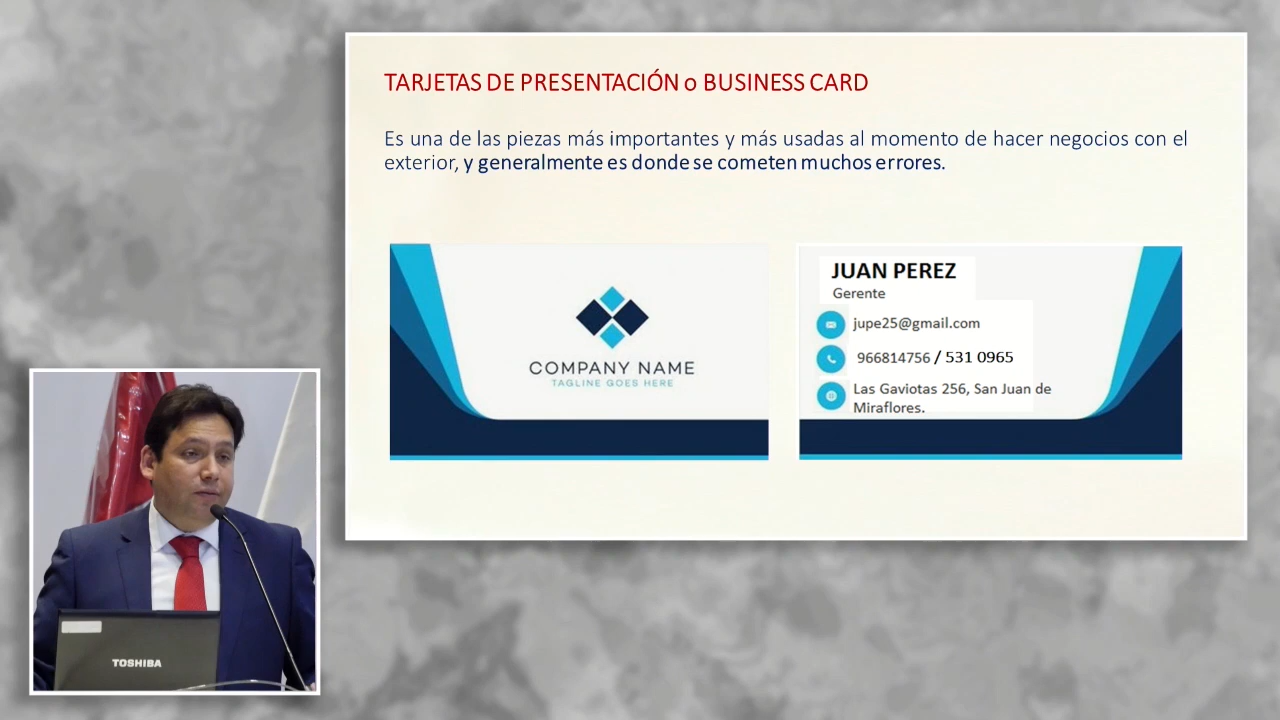 TARJETAS DE PRESENTACIÓN o BUSINESS CARD
Es una de las piezas más importantes y más usadas al momento de hacer negocios con el
exterior, y generalmente es donde se cometen muchos errores.
COMPANY NAME
TAGLINE GOES HERE
JUAN PEREZ
Gerente
jupe25@gmail.com
966814756 / 531 0965
Las Gaviotas 256, San Juan de
Miraflores.
TOSHIBA